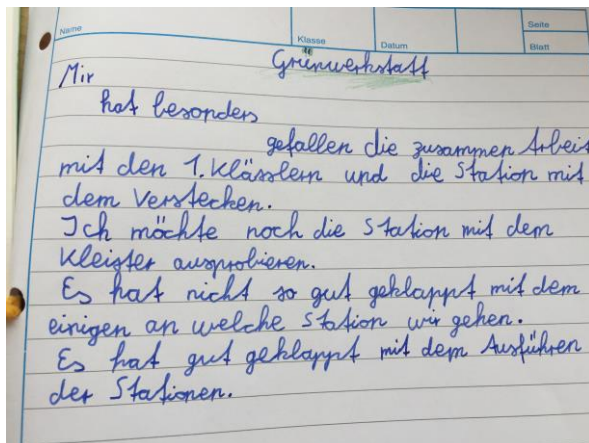 Name
Klasse
Datum
Seite
Blatt
Grünwerkstatt
Mir
hat besonders
gefallen die zusammen Arbeit
mit den 1. Klässlern und die Station mit
dem Verstecken.
Ich möchte noch die Station mit dem
Kleister ausprobieren.
Es hat nicht so gut geklappt mit dem
einigen an welche Station wir gehen.
Es hat gut geklappt mit dem Ausführen
der Stationen.